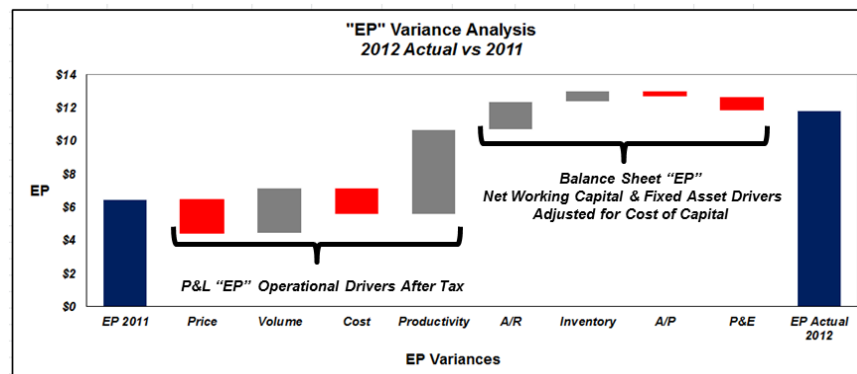 "EP" Variance Analysis
2012 Actual vs 2011
$14
$12
$10
$8
$6
$4
$2
$0
EP
Balance Sheet “EP”
Net Working Capital & Fixed Asset Drivers
Adjusted for Cost of Capital
P&L “EP” Operational Drivers After Tax
EP 2011 Price Volume Cost Productivity A/R Inventory A/P P&E EP Actual
2012
EP Variances